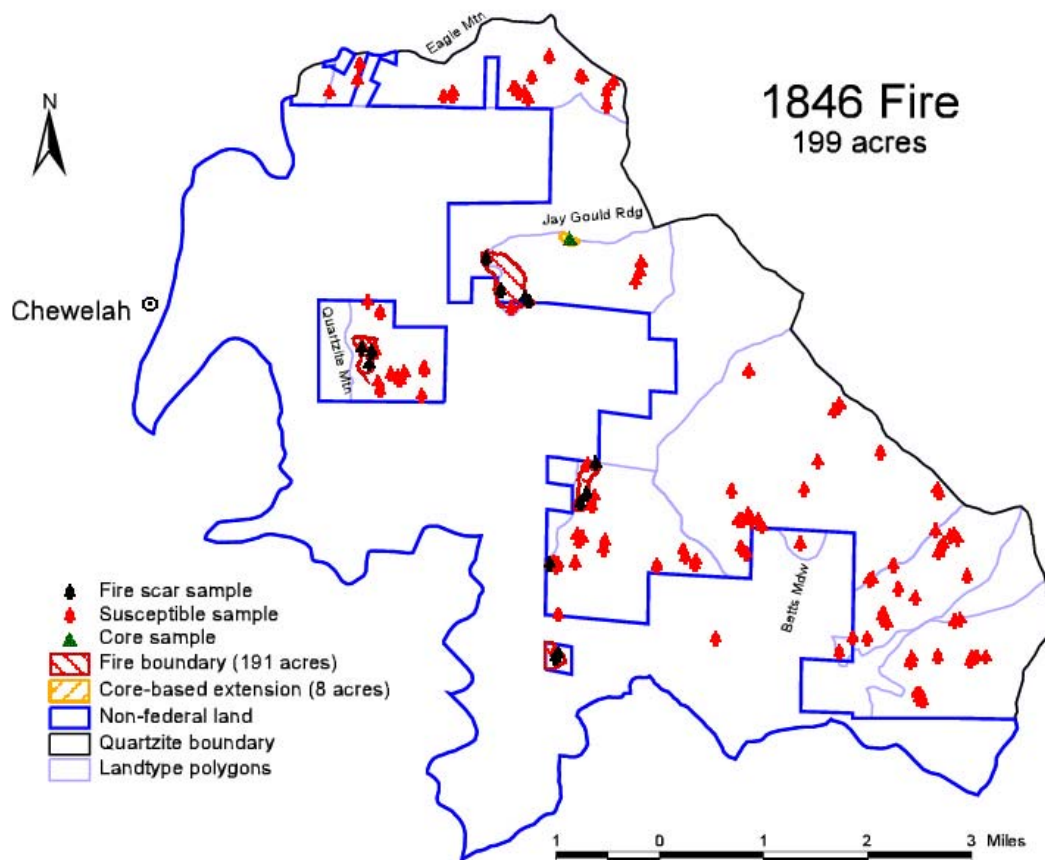 Eagle Mtn
1846 Fire
199 acres
N
Jay Gould Rdg
Chewelah
Quartzite Mtn
Betts Mdw
Fire scar sample
Susceptible sample
Core sample
Fire boundary (191 acres)
Core-based extension (8 acres)
Non-federal land
Quartzite boundary
Landtype polygons
1 0 1 2 3 Miles